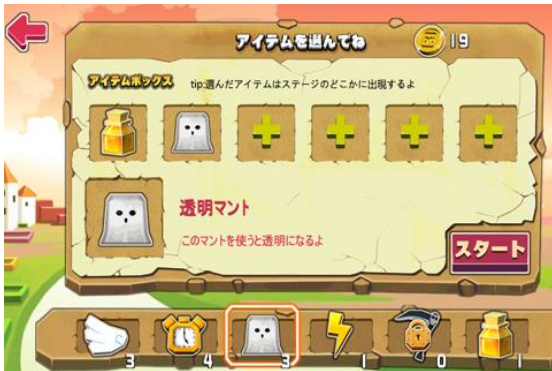 アイテムを選んでね
19
アイテムボックス
tip:選んだアイテムはステージのどこかに出現するよ
透明マント
このマントを使うと透明になるよ
スタート
3
4
3
1
0
1